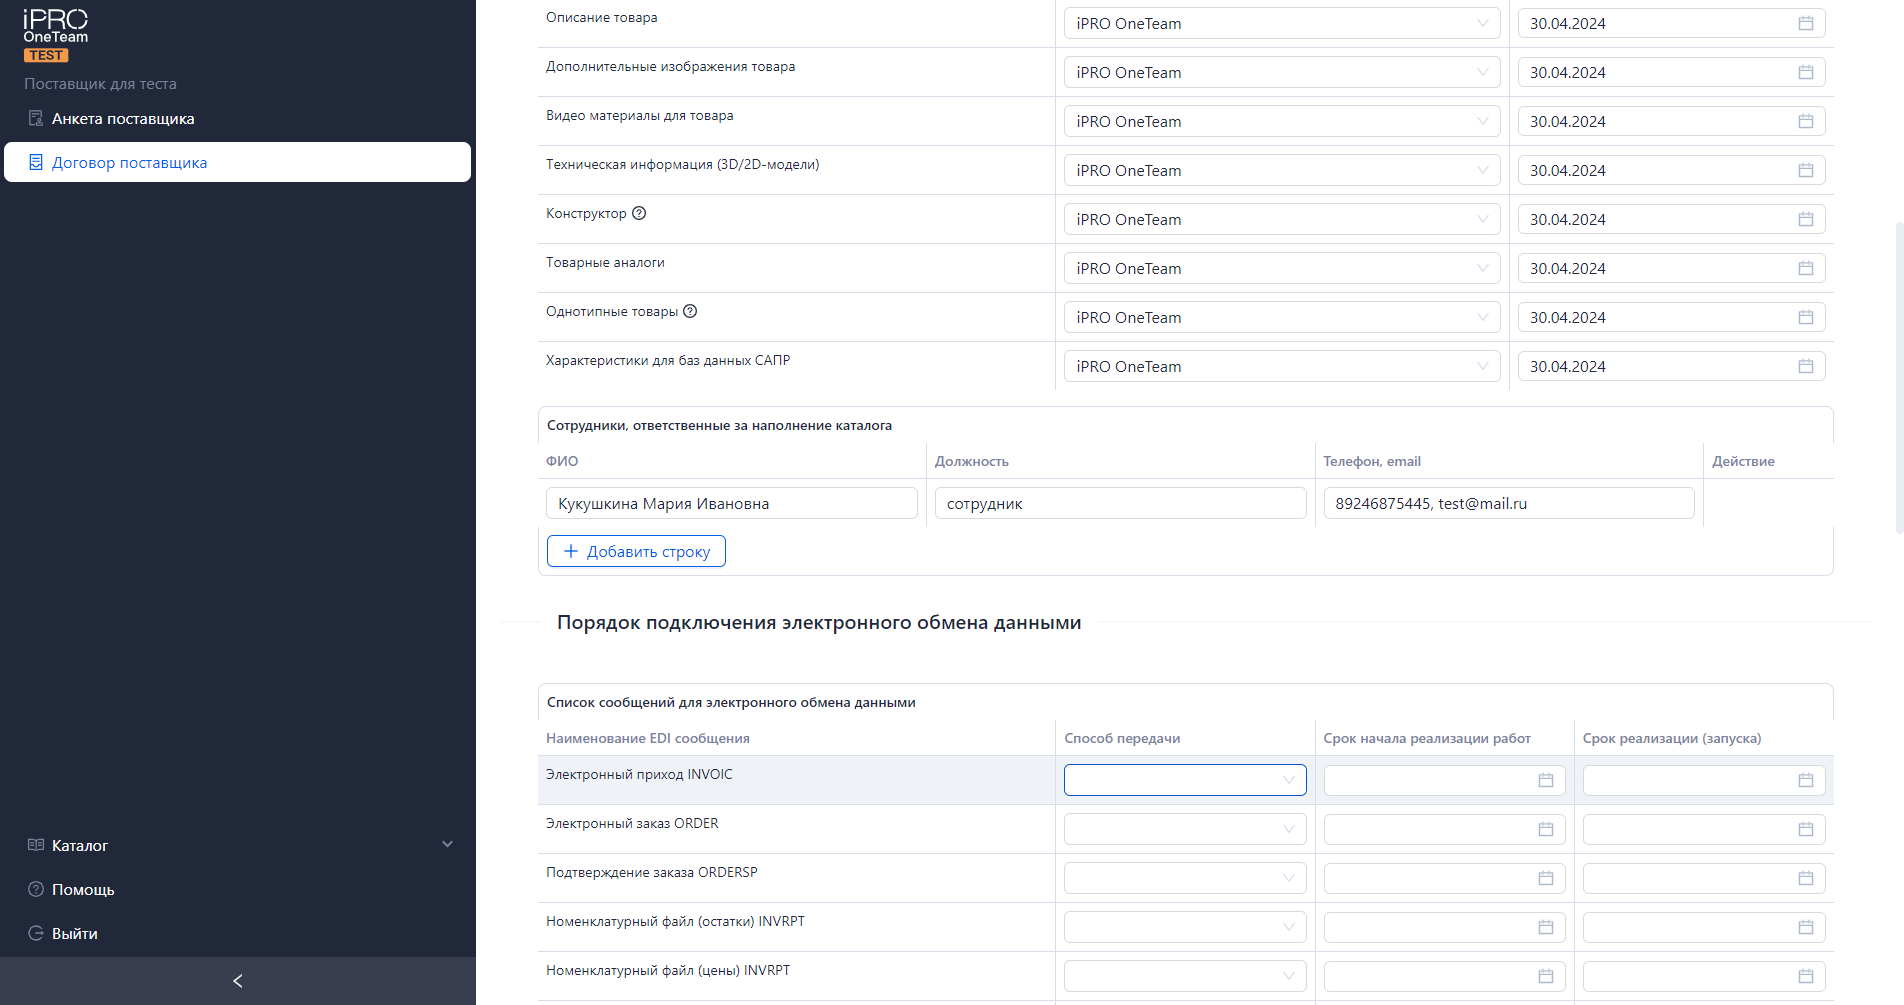 iPRO
OneTeam
TEST
Поставщик для теста
Анкета поставщика
Договор поставщика
Каталог
Помощь
Выйти
Описание товара iPRO OneTeam 30.04.2024
Дополнительные изображения товара iPRO OneTeam 30.04.2024
Видео материалы для товара iPRO OneTeam 30.04.2024
Техническая информация (3D/2D-модели) iPRO OneTeam 30.04.2024
Конструктор iPRO OneTeam 30.04.2024
Товарные аналоги iPRO OneTeam 30.04.2024
Однотипные товары iPRO OneTeam 30.04.2024
Характеристики для баз данных САПР iPRO OneTeam 30.04.2024
Сотрудники, ответственные за наполнение каталога
ФИО Должность Телефон, email Действие
Кукушкина Мария Ивановна сотрудник 89246875445, test@mail.ru
Добавить строку
Порядок подключения электронного обмена данными
Список сообщений для электронного обмена данными
Наименование EDI сообщения Способ передачи Срок начала реализации работ Срок реализации (запуска)
Электронный приход INVOIC
Электронный заказ ORDER
Подтверждение заказа ORDERSP
Номенклатурный файл (остатки) INVRPT
Номенклатурный файл (цены) INVRPT